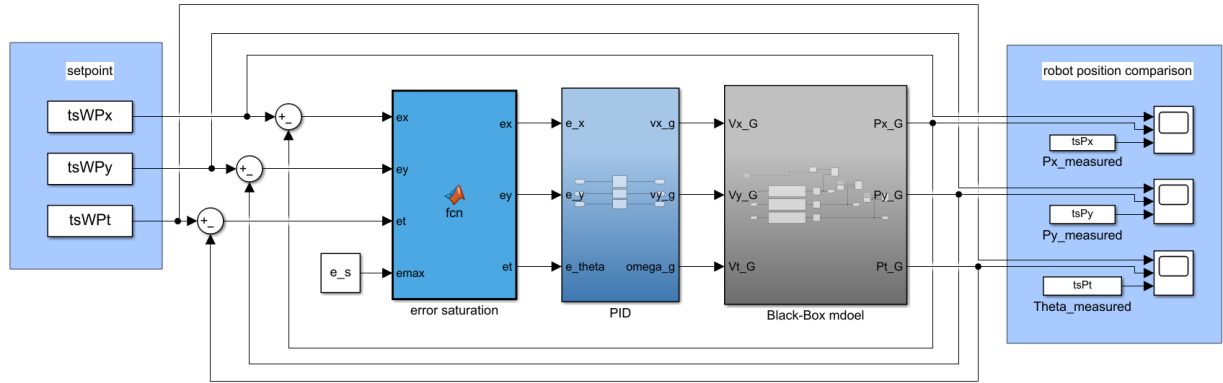 setpoint
tsWPx
tsWPy
tsWPt
+
−
+
−
+
−
e_s
ex
ey
et
emax
fcn
ex
ey
et
error saturation
e_x
e_y
e_theta
vx_g
vy_g
omega_g
PID
Vx_G
Vy_G
Vt_G
Px_G
Py_G
Pt_G
Black-Box mdoel
robot position comparison
tsPx
Px_measured
tsPy
Py_measured
tsPt
Theta_measured